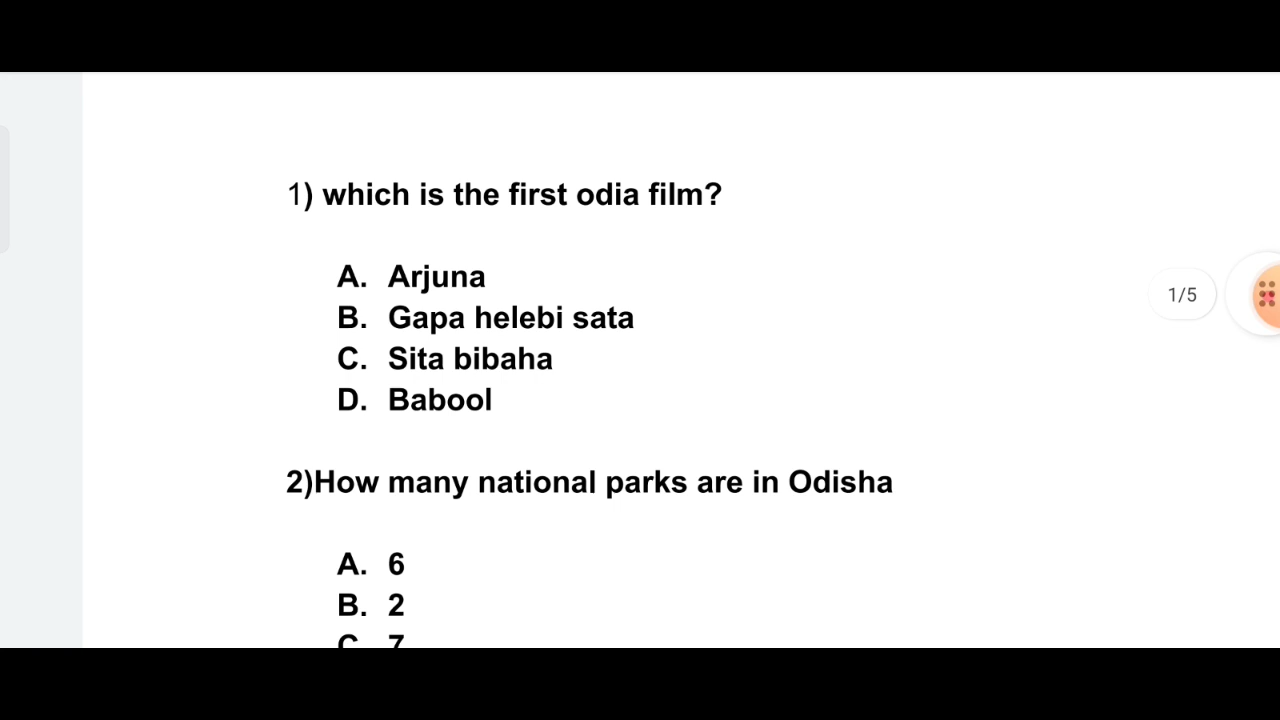 1) which is the first odia film?
A. Arjuna
B. Gapa helebi sata
C. Sita bibaha
D. Babool
1/5
2)How many national parks are in Odisha
A. 6
B. 2
C 7